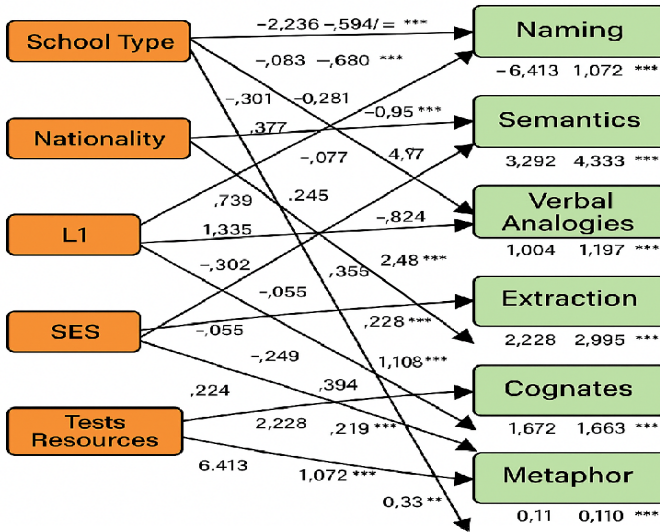 School Type
-2,236 -,594/= ***
Naming
-,083 -,680 ***
-6,413 1,072 ***
-,301 -0,281
-0,95 ***
Nationality
,377
Semantics
-,077 4,77
3,292 4,333 ***
,739 .245
Verbal
Analogies
L1
1,335
-,824
1,004 1,197 ***
-,302 ,355 2,48 ***
-,055
Extraction
SES
-,055
,228 ***
2,228 2,995 ***
-,249
1,108 ***
,224
,394
Cognates
Tests
Resources
2,228 ,219 ***
1,672 1,663 ***
6.413
1,072 ***
Metaphor
0,33 **
0,11 0,110 ***